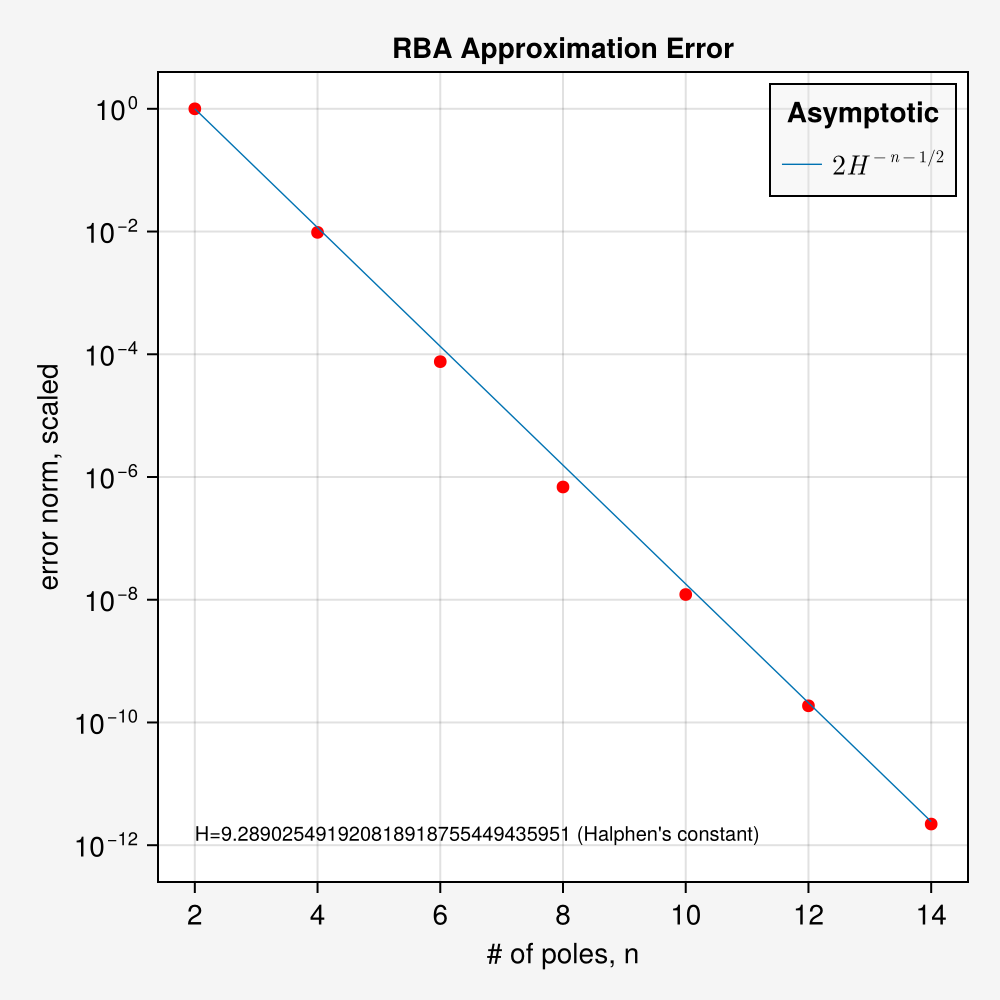 RBA Approximation Error
Asymptotic
2H^{-n-1/2}
10^0
10^{-2}
10^{-4}
10^{-6}
10^{-8}
10^{-10}
10^{-12}
error norm, scaled
H=9.289025491920818918755449435951 (Halphen's constant)
2 4 6 8 10 12 14
# of poles, n